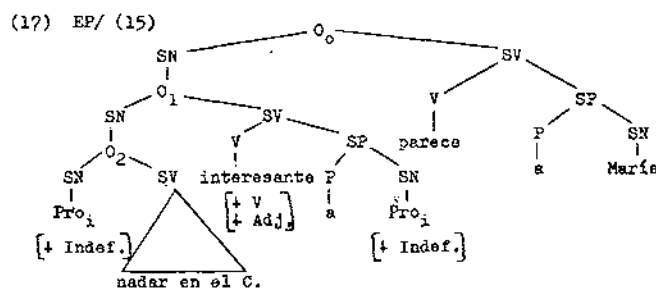 (17) EP/ (15)
O₀
SN SV
O₁ V SP
SN SV parece P SN
O₂ V SP a María
SN SV interesante P SN
Proᵢ [+ V a Proᵢ
+ Adj.]
[+ Indef.] [+ Indef.]
nadar en el C.